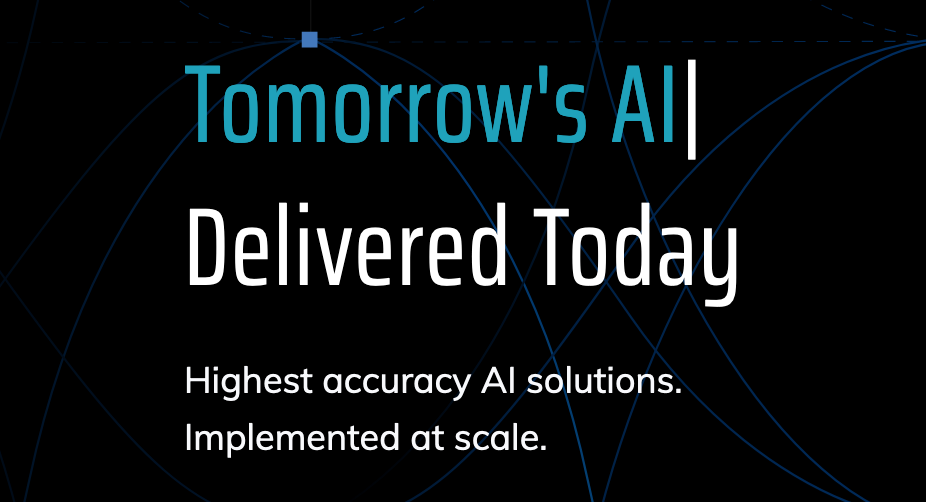 Tomorrow's AI
Delivered Today
Highest accuracy AI solutions.
Implemented at scale.